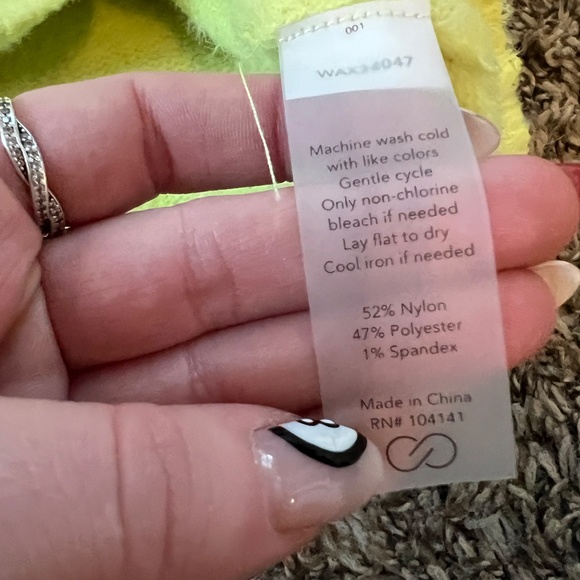 001
Machine wash cold
with like colors
Gentle cycle
Only non-chlorine
bleach if needed
Lay flat to dry
Cool iron if needed
52% Nylon
47% Polyester
1% Spandex
Made in China
RN# 104141